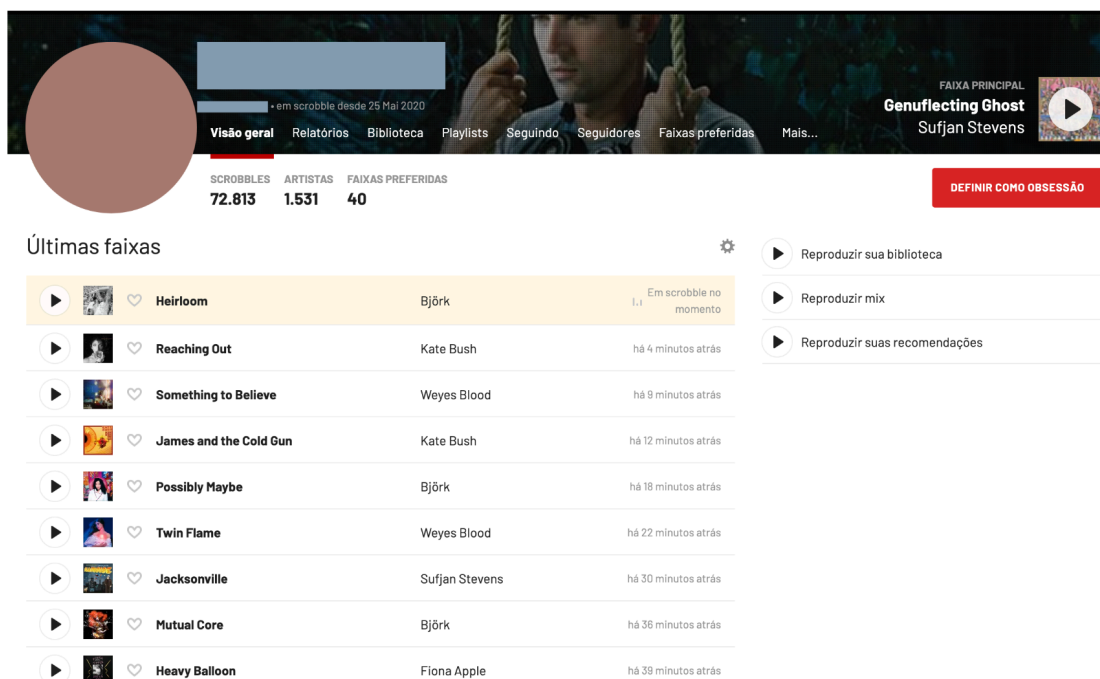 FAIXA PRINCIPAL
Genuflecting Ghost
Sufjan Stevens
• em scrobble desde 25 Mai 2020
Visão geral Relatórios Biblioteca Playlists Seguindo Seguidores Faixas preferidas Mais...
SCROBBLES ARTISTAS FAIXAS PREFERIDAS
72.813 1.531 40
DEFINIR COMO OBSESSÃO
Últimas faixas
Heirloom Björk Em scrobble no
momento
Reaching Out Kate Bush há 4 minutos atrás
Something to Believe Weyes Blood há 9 minutos atrás
James and the Cold Gun Kate Bush há 12 minutos atrás
Possibly Maybe Björk há 18 minutos atrás
Twin Flame Weyes Blood há 22 minutos atrás
Jacksonville Sufjan Stevens há 30 minutos atrás
Mutual Core Björk há 36 minutos atrás
Heavy Balloon Fiona Apple há 39 minutos atrás
Reproduzir sua biblioteca
Reproduzir mix
Reproduzir suas recomendações